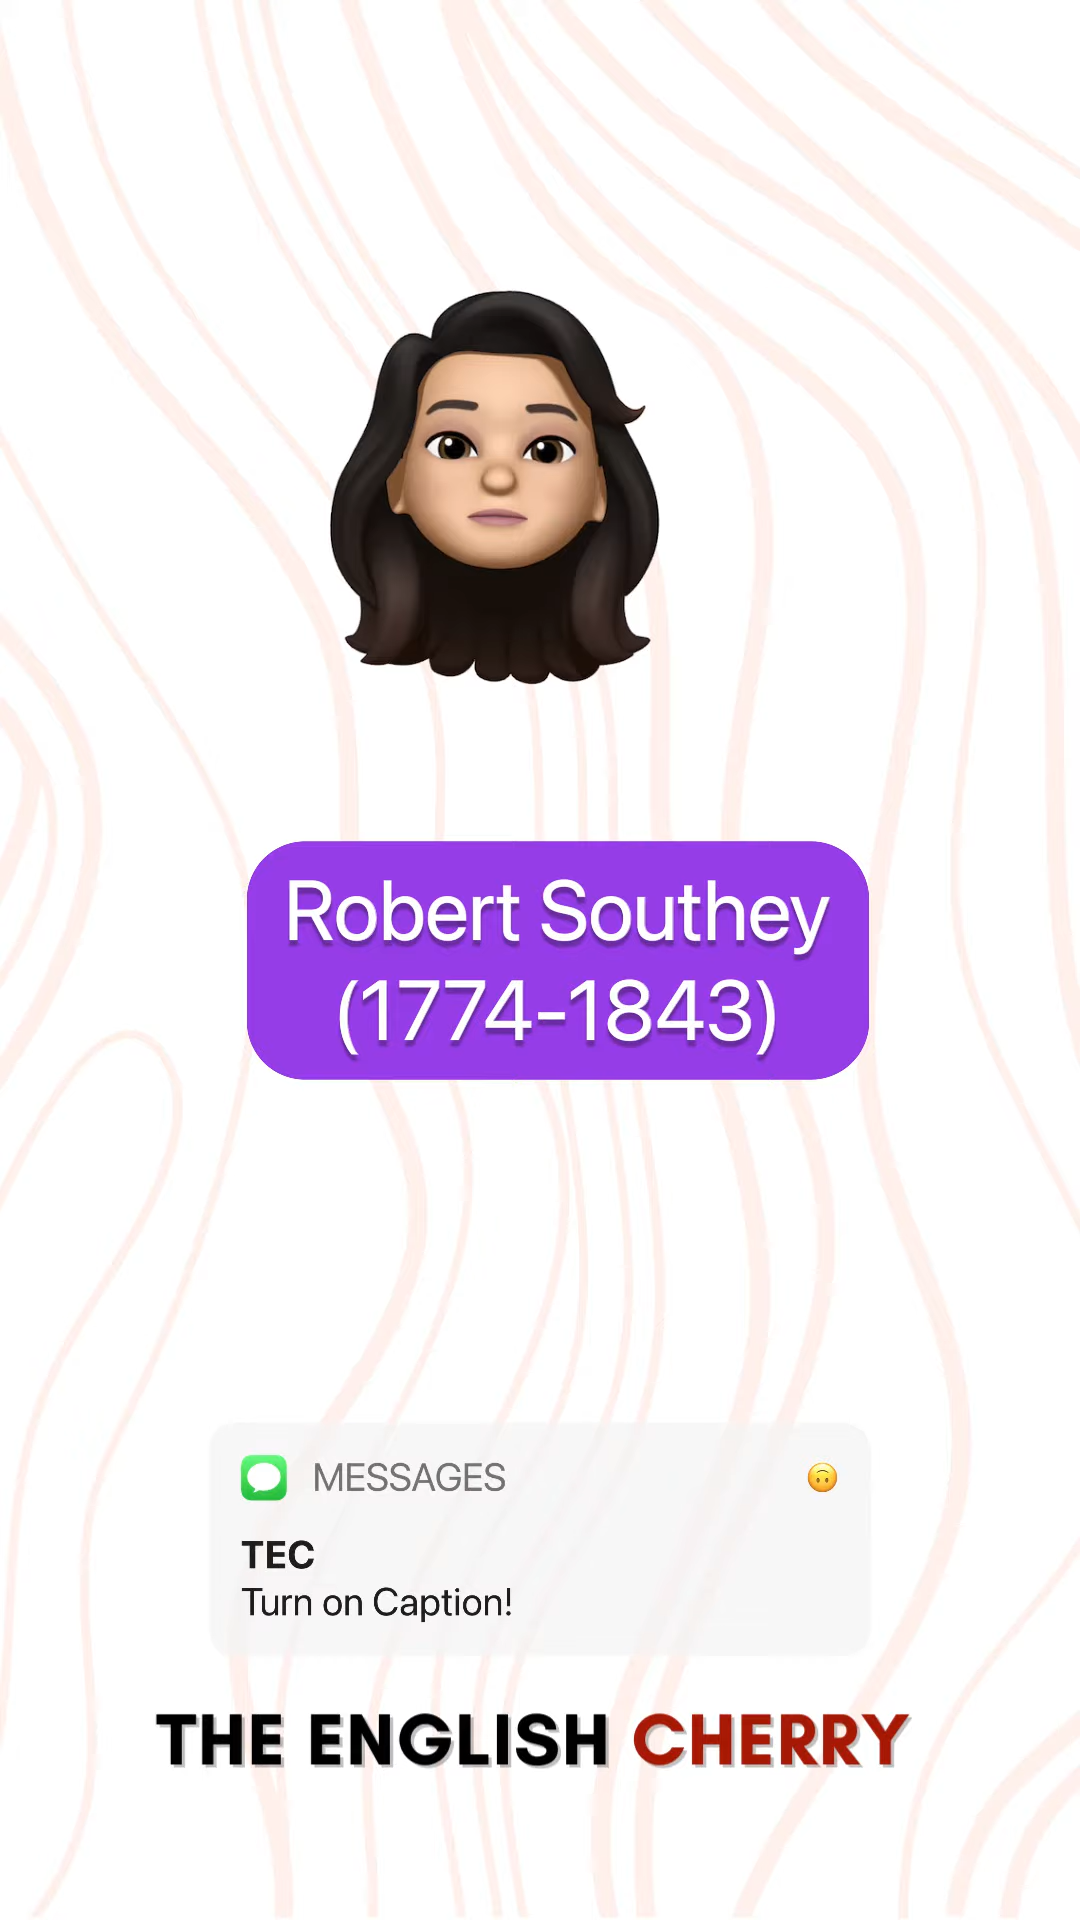 Robert Southey
(1774-1843)
MESSAGES
TEC
Turn on Caption!
THE ENGLISH CHERRY